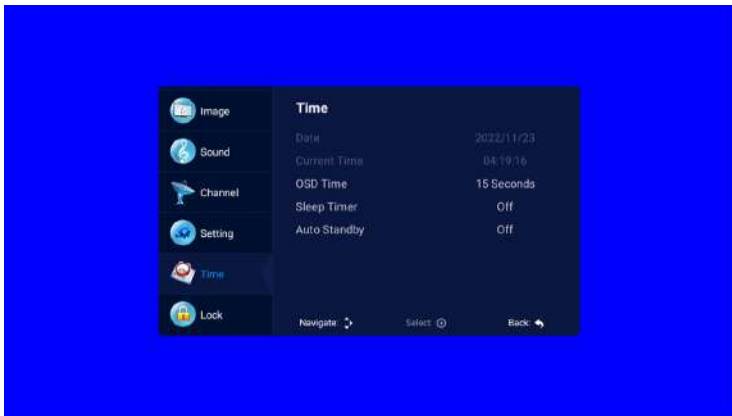 Image
Sound
Channel
Setting
Time
Lock
Time
Date 2022/11/23
Current Time 04:19:16
OSD Time 15 Seconds
Sleep Timer Off
Auto Standby Off
Navigate: Select: Back: